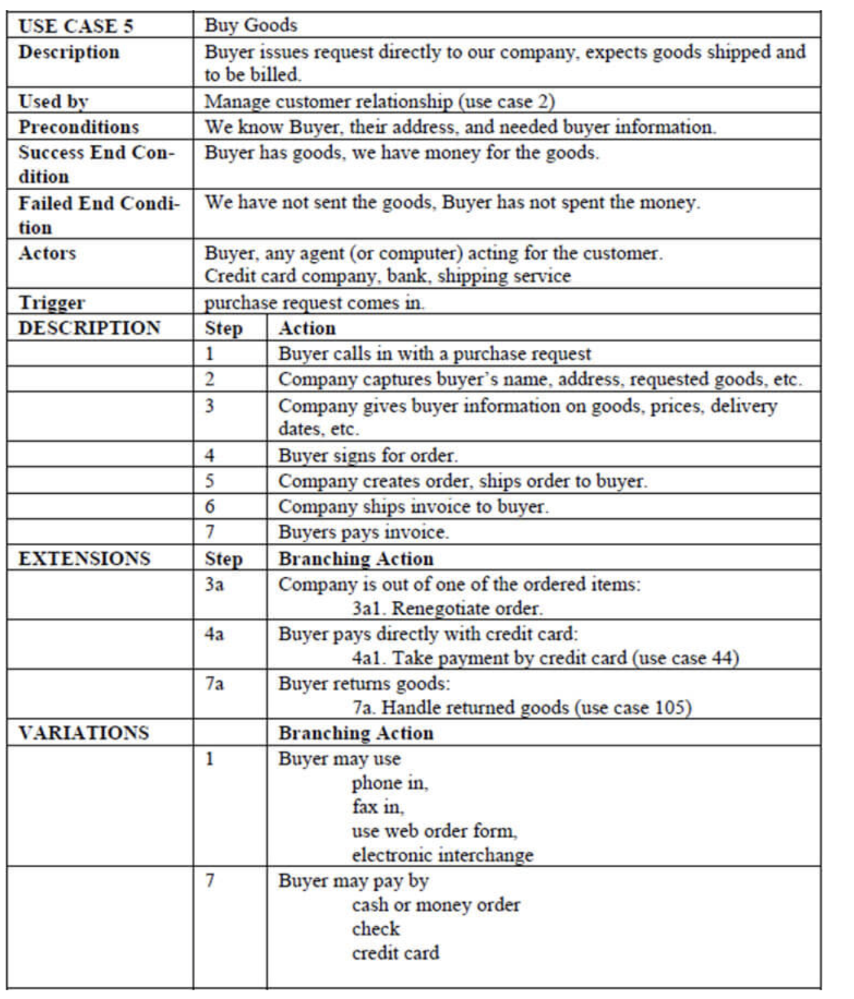 USE CASE 5
Buy Goods
Description
Buyer issues request directly to our company, expects goods shipped and
to be billed.
Used by
Manage customer relationship (use case 2)
Preconditions
We know Buyer, their address, and needed buyer information.
Success End Con-
dition
Buyer has goods, we have money for the goods.
Failed End Condi-
tion
We have not sent the goods, Buyer has not spent the money.
Actors
Buyer, any agent (or computer) acting for the customer.
Credit card company, bank, shipping service
Trigger
purchase request comes in.
DESCRIPTION
Step
Action
1
Buyer calls in with a purchase request
2
Company captures buyer's name, address, requested goods, etc.
3
Company gives buyer information on goods, prices, delivery
dates, etc.
4
Buyer signs for order.
5
Company creates order, ships order to buyer.
6
Company ships invoice to buyer.
7
Buyers pays invoice.
EXTENSIONS
Step
Branching Action
3a
Company is out of one of the ordered items:
3a1. Renegotiate order.
4a
Buyer pays directly with credit card:
4a1. Take payment by credit card (use case 44)
7a
Buyer returns goods:
7a. Handle returned goods (use case 105)
VARIATIONS
Branching Action
1
Buyer may use
phone in,
fax in,
use web order form,
electronic interchange
7
Buyer may pay by
cash or money order
check
credit card